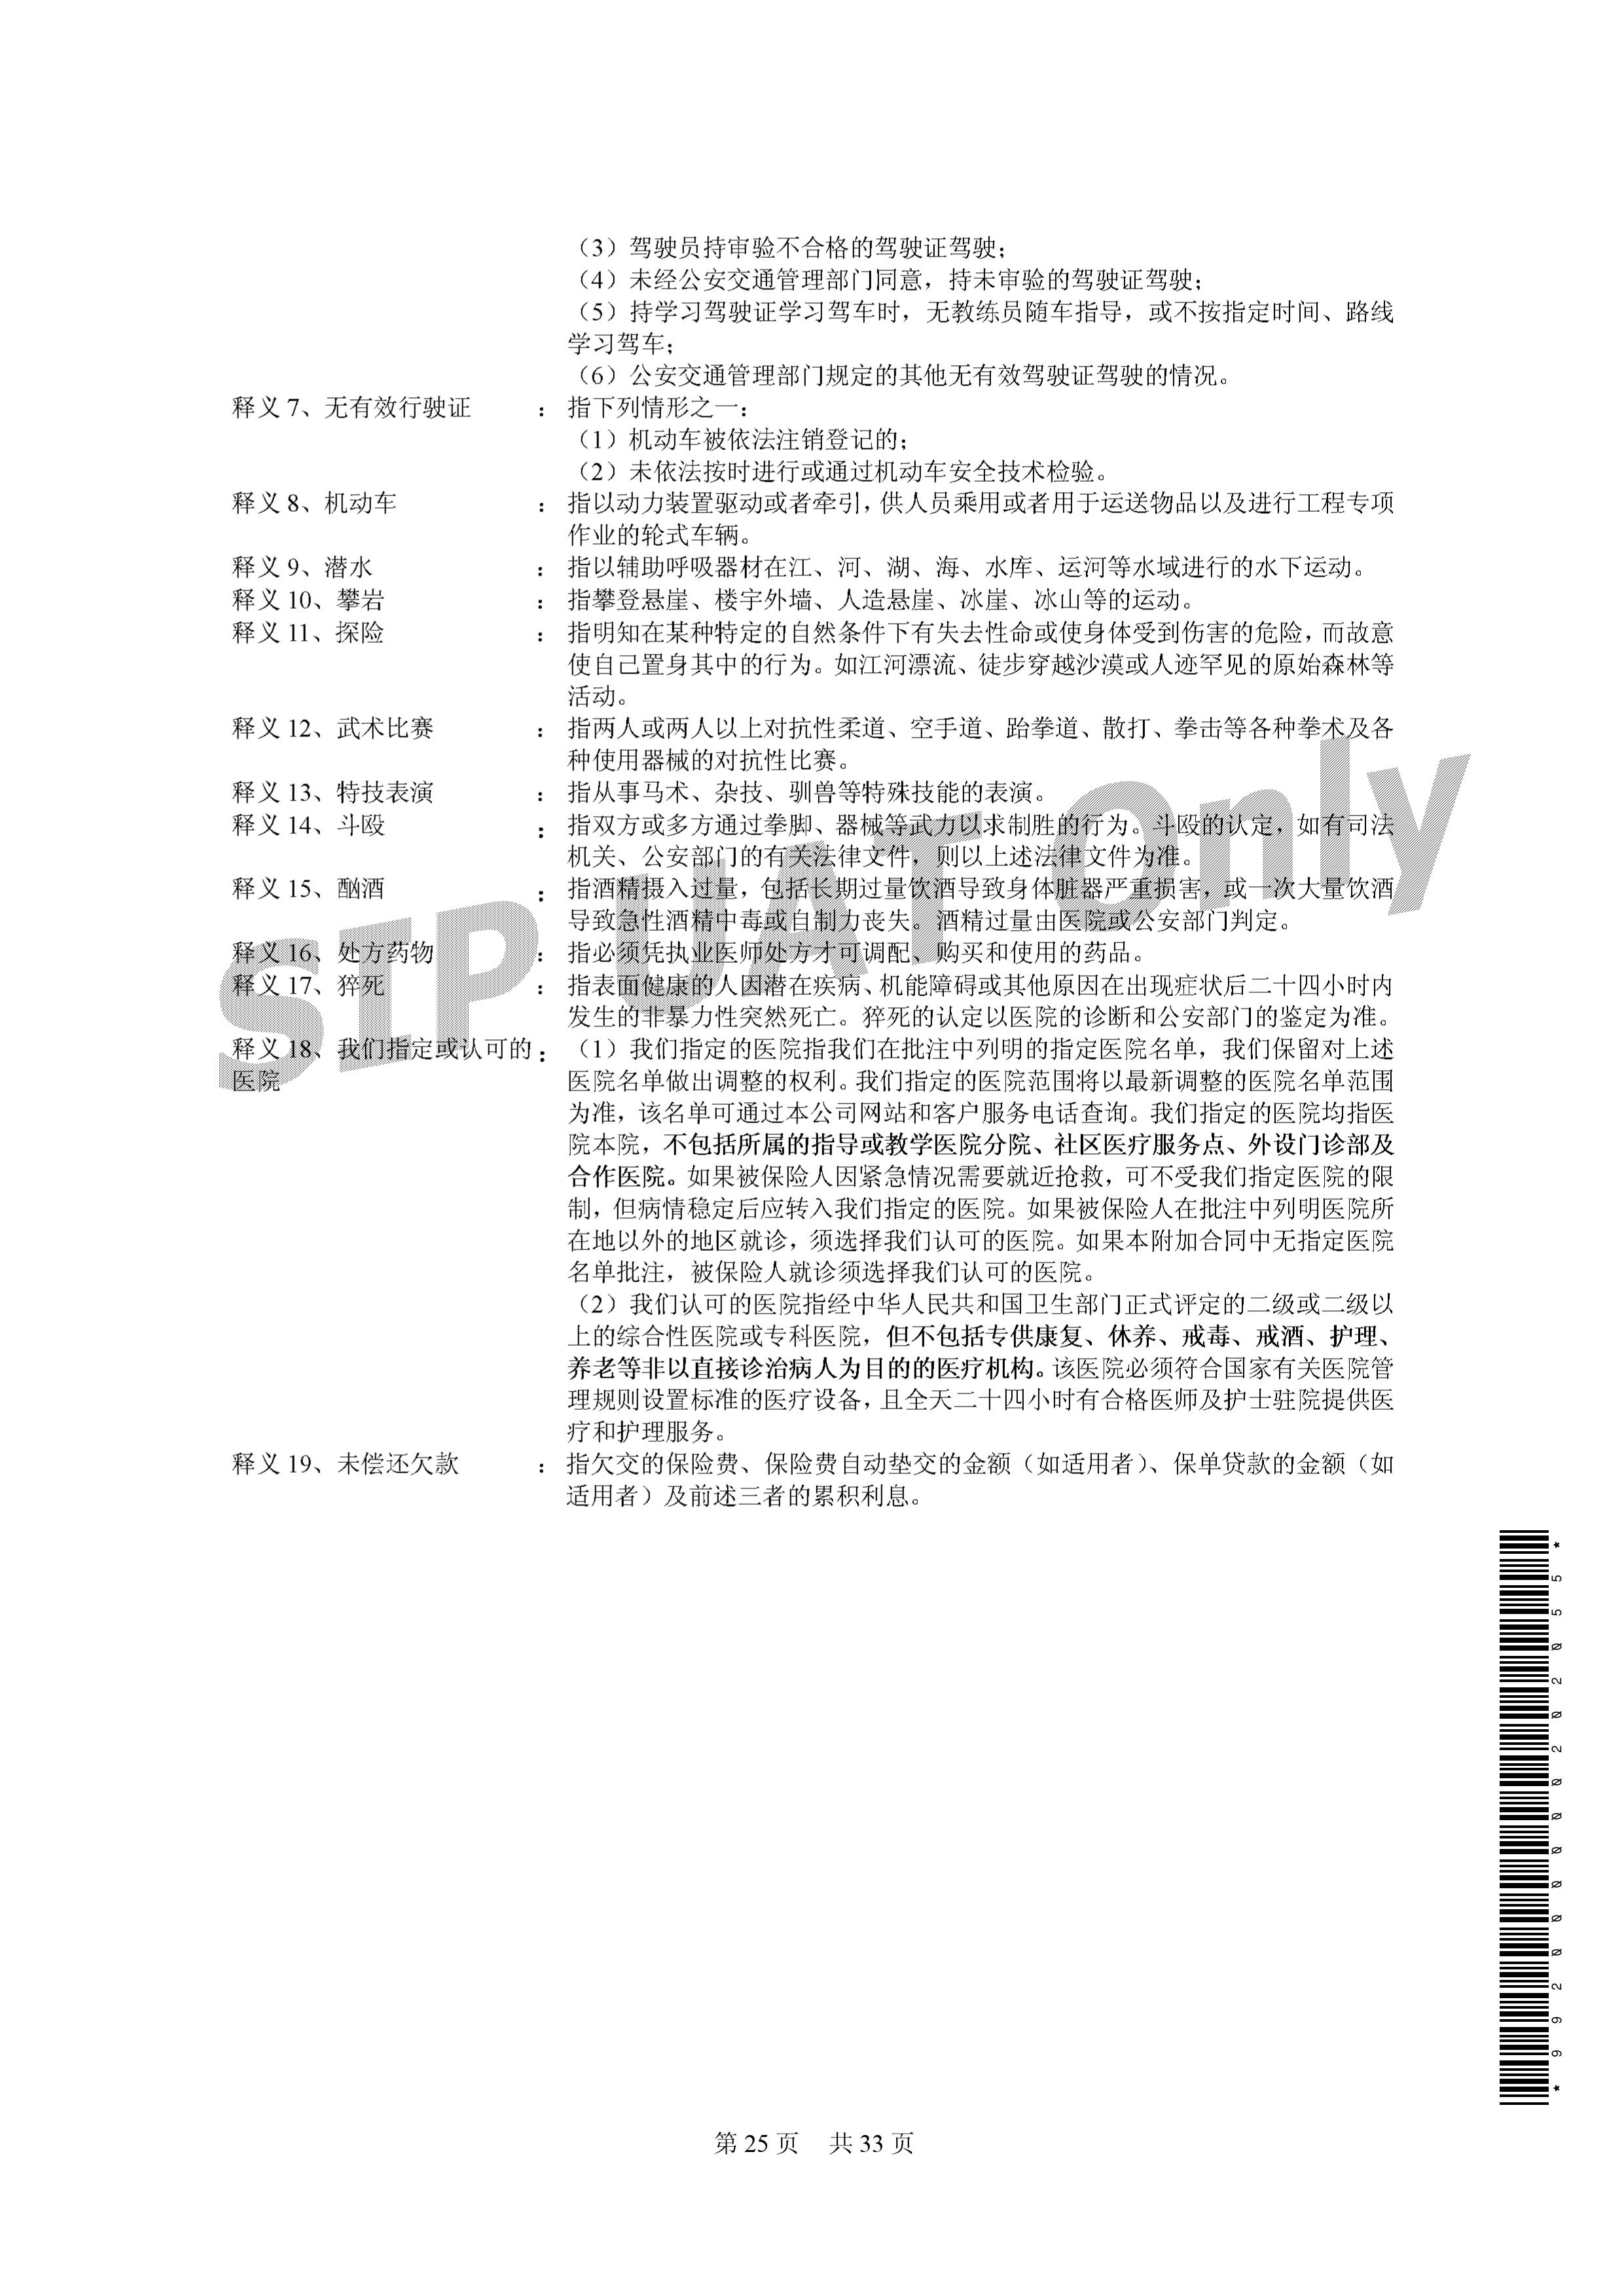 （3）驾驶员持审验不合格的驾驶证驾驶；
（4）未经公安交通管理部门同意，持未审验的驾驶证驾驶；
（5）持学习驾驶证学习驾车时，无教练员随车指导，或不按指定时间、路线
学习驾车；
（6）公安交通管理部门规定的其他无有效驾驶证驾驶的情况。
释义 7、无有效行驶证 ： 指下列情形之一：
（1）机动车被依法注销登记的；
（2）未依法按时进行或通过机动车安全技术检验。
释义 8、机动车 ： 指以动力装置驱动或者牵引，供人员乘用或者用于运送物品以及进行工程专项
作业的轮式车辆。
释义 9、潜水 ： 指以辅助呼吸器材在江、河、湖、海、水库、运河等水域进行的水下运动。
释义 10、攀岩 ： 指攀登悬崖、楼宇外墙、人造悬崖、冰崖、冰山等的运动。
释义 11、探险 ： 指明知在某种特定的自然条件下有失去性命或使身体受到伤害的危险，而故意
使自己置身其中的行为。如江河漂流、徒步穿越沙漠或人迹罕见的原始森林等
活动。
释义 12、武术比赛 ： 指两人或两人以上对抗性柔道、空手道、跆拳道、散打、拳击等各种拳术及各
种使用器械的对抗性比赛。
释义 13、特技表演 ： 指从事马术、杂技、驯兽等特殊技能的表演。
释义 14、斗殴 ： 指双方或多方通过拳脚、器械等武力以求制胜的行为。斗殴的认定，如有司法
机关、公安部门的有关法律文件，则以上述法律文件为准。
释义 15、酗酒 ： 指酒精摄入过量，包括长期过量饮酒导致身体脏器严重损害，或一次大量饮酒
导致急性酒精中毒或自制力丧失。酒精过量由医院或公安部门判定。
释义 16、处方药物 ： 指必须凭执业医师处方才可调配、购买和使用的药品。
释义 17、猝死 ： 指表面健康的人因潜在疾病、机能障碍或其他原因在出现症状后二十四小时内
发生的非暴力性突然死亡。猝死的认定以医院的诊断和公安部门的鉴定为准。
释义 18、我们指定或认可的 ： （1）我们指定的医院指我们在批注中列明的指定医院名单，我们保留对上述
医院 医院名单做出调整的权利。我们指定的医院范围将以最新调整的医院名单范围
为准，该名单可通过本公司网站和客户服务电话查询。我们指定的医院均指医
院本院，不包括所属的指导或教学医院分院、社区医疗服务点、外设门诊部及
合作医院。如果被保险人因紧急情况需要就近抢救，可不受我们指定医院的限
制，但病情稳定后应转入我们指定的医院。如果被保险人在批注中列明医院所
在地以外的地区就诊，须选择我们认可的医院。如果本附加合同中无指定医院
名单批注，被保险人就诊须选择我们认可的医院。
（2）我们认可的医院指经中华人民共和国卫生部门正式评定的二级或二级以
上的综合性医院或专科医院，但不包括专供康复、休养、戒毒、戒酒、护理、
养老等非以直接诊治病人为目的的医疗机构。该医院必须符合国家有关医院管
理规则设置标准的医疗设备，且全天二十四小时有合格医师及护士驻院提供医
疗和护理服务。
释义 19、未偿还欠款 ： 指欠交的保险费、保险费自动垫交的金额（如适用者）、保单贷款的金额（如
适用者）及前述三者的累积利息。
SIP UAT Only
*992000000202055*
第 25 页 共 33 页